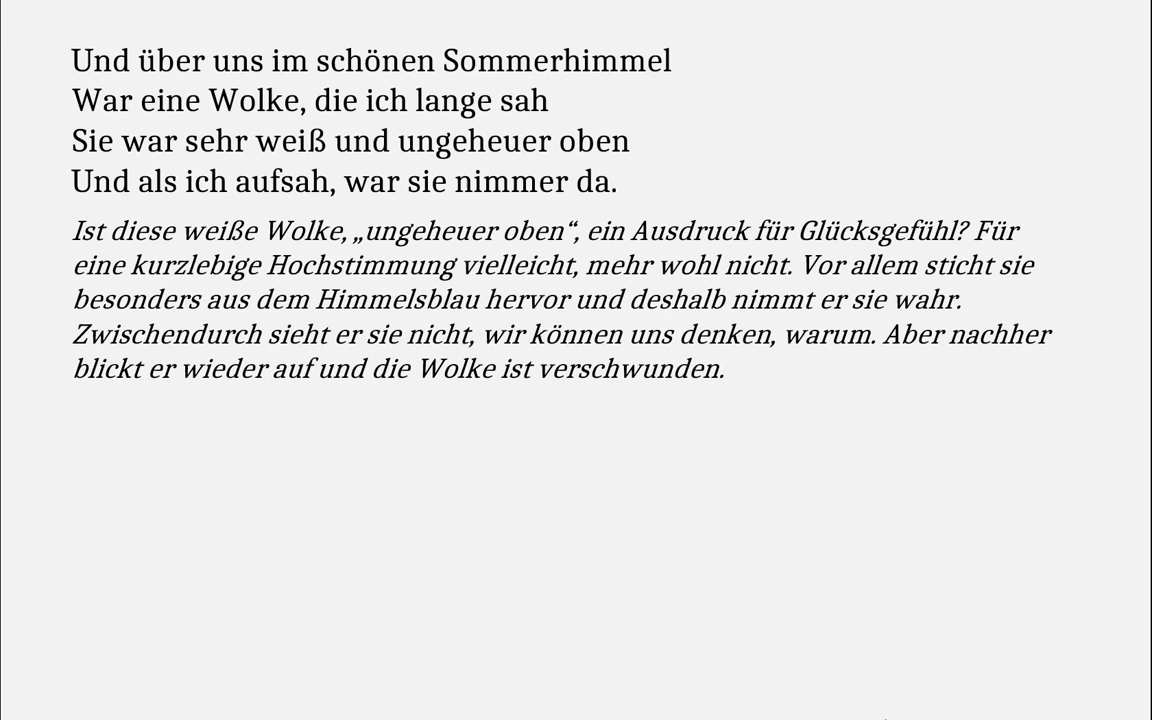 Und über uns im schönen Sommerhimmel
War eine Wolke, die ich lange sah
Sie war sehr weiß und ungeheuer oben
Und als ich aufsah, war sie nimmer da.
Ist diese weiße Wolke, „ungeheuer oben“, ein Ausdruck für Glücksgefühl? Für
eine kurzlebige Hochstimmung vielleicht, mehr wohl nicht. Vor allem sticht sie
besonders aus dem Himmelsblau hervor und deshalb nimmt er sie wahr.
Zwischendurch sieht er sie nicht, wir können uns denken, warum. Aber nachher
blickt er wieder auf und die Wolke ist verschwunden.